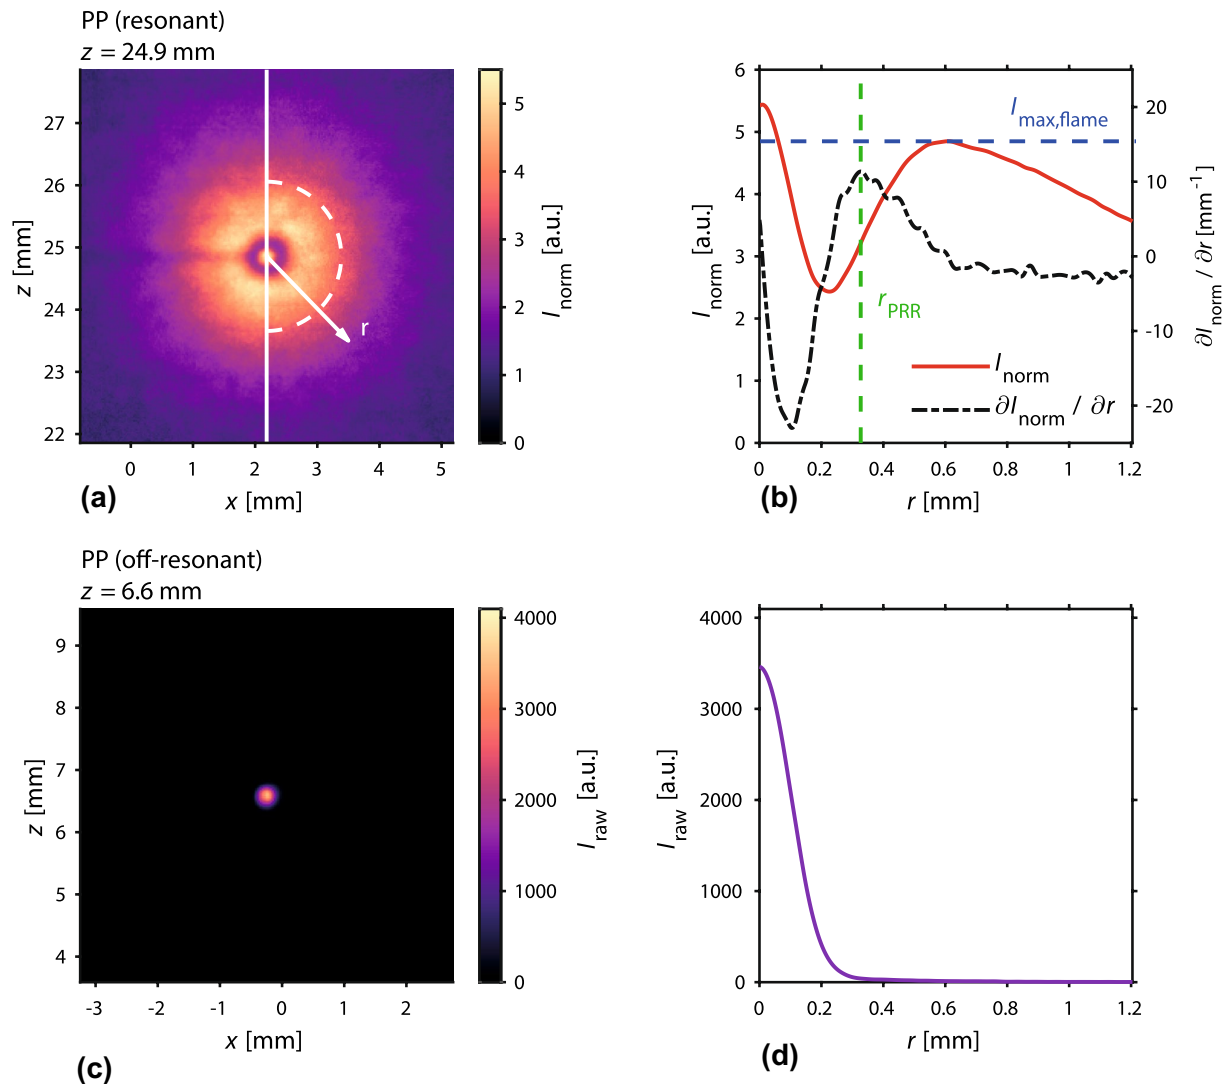 PP (resonant)
z = 24.9 mm
27
26
25
24
23
22
z [mm]
0
1
2
3
4
5
x [mm]
(a)
r
5
4
3
2
1
0
I_norm [a.u.]
6
5
4
3
2
1
0
I_norm [a.u.]
I_max,flame
r_PRR
I_norm
∂I_norm / ∂r
20
10
0
-10
-20
∂I_norm / ∂r [mm⁻¹]
0
0.2
0.4
0.6
0.8
1
1.2
r [mm]
(b)
PP (off-resonant)
z = 6.6 mm
9
8
7
6
5
4
z [mm]
-3
-2
-1
0
1
2
x [mm]
(c)
4000
3000
2000
1000
0
I_raw [a.u.]
4000
3000
2000
1000
0
I_raw [a.u.]
0
0.2
0.4
0.6
0.8
1
1.2
r [mm]
(d)